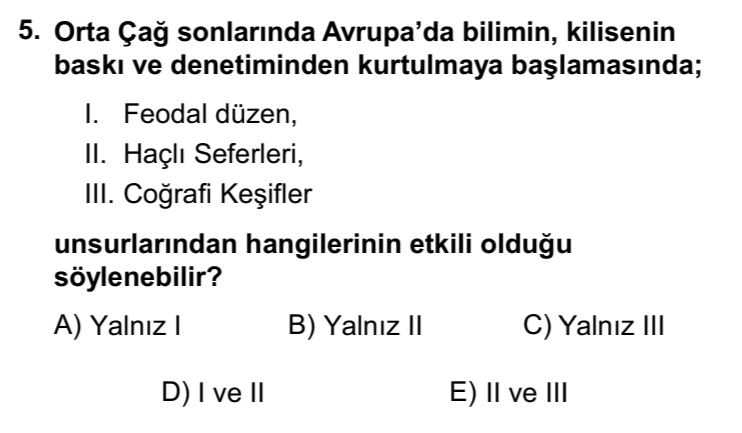 5. Orta Çağ sonlarında Avrupa’da bilimin, kilisenin
baskı ve denetiminden kurtulmaya başlamasında;
I. Feodal düzen,
II. Haçlı Seferleri,
III. Coğrafi Keşifler
unsurlarından hangilerinin etkili olduğu
söylenebilir?
A) Yalnız I B) Yalnız II C) Yalnız III
D) I ve II E) II ve III